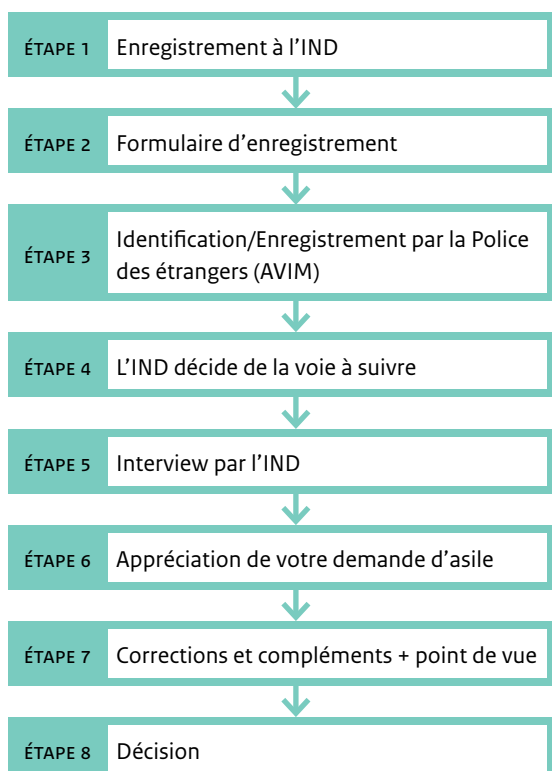 ÉTAPE 1 Enregistrement à l’IND
ÉTAPE 2 Formulaire d’enregistrement
ÉTAPE 3 Identification/Enregistrement par la Police
des étrangers (AVIM)
ÉTAPE 4 L’IND décide de la voie à suivre
ÉTAPE 5 Interview par l’IND
ÉTAPE 6 Appréciation de votre demande d’asile
ÉTAPE 7 Corrections et compléments + point de vue
ÉTAPE 8 Décision